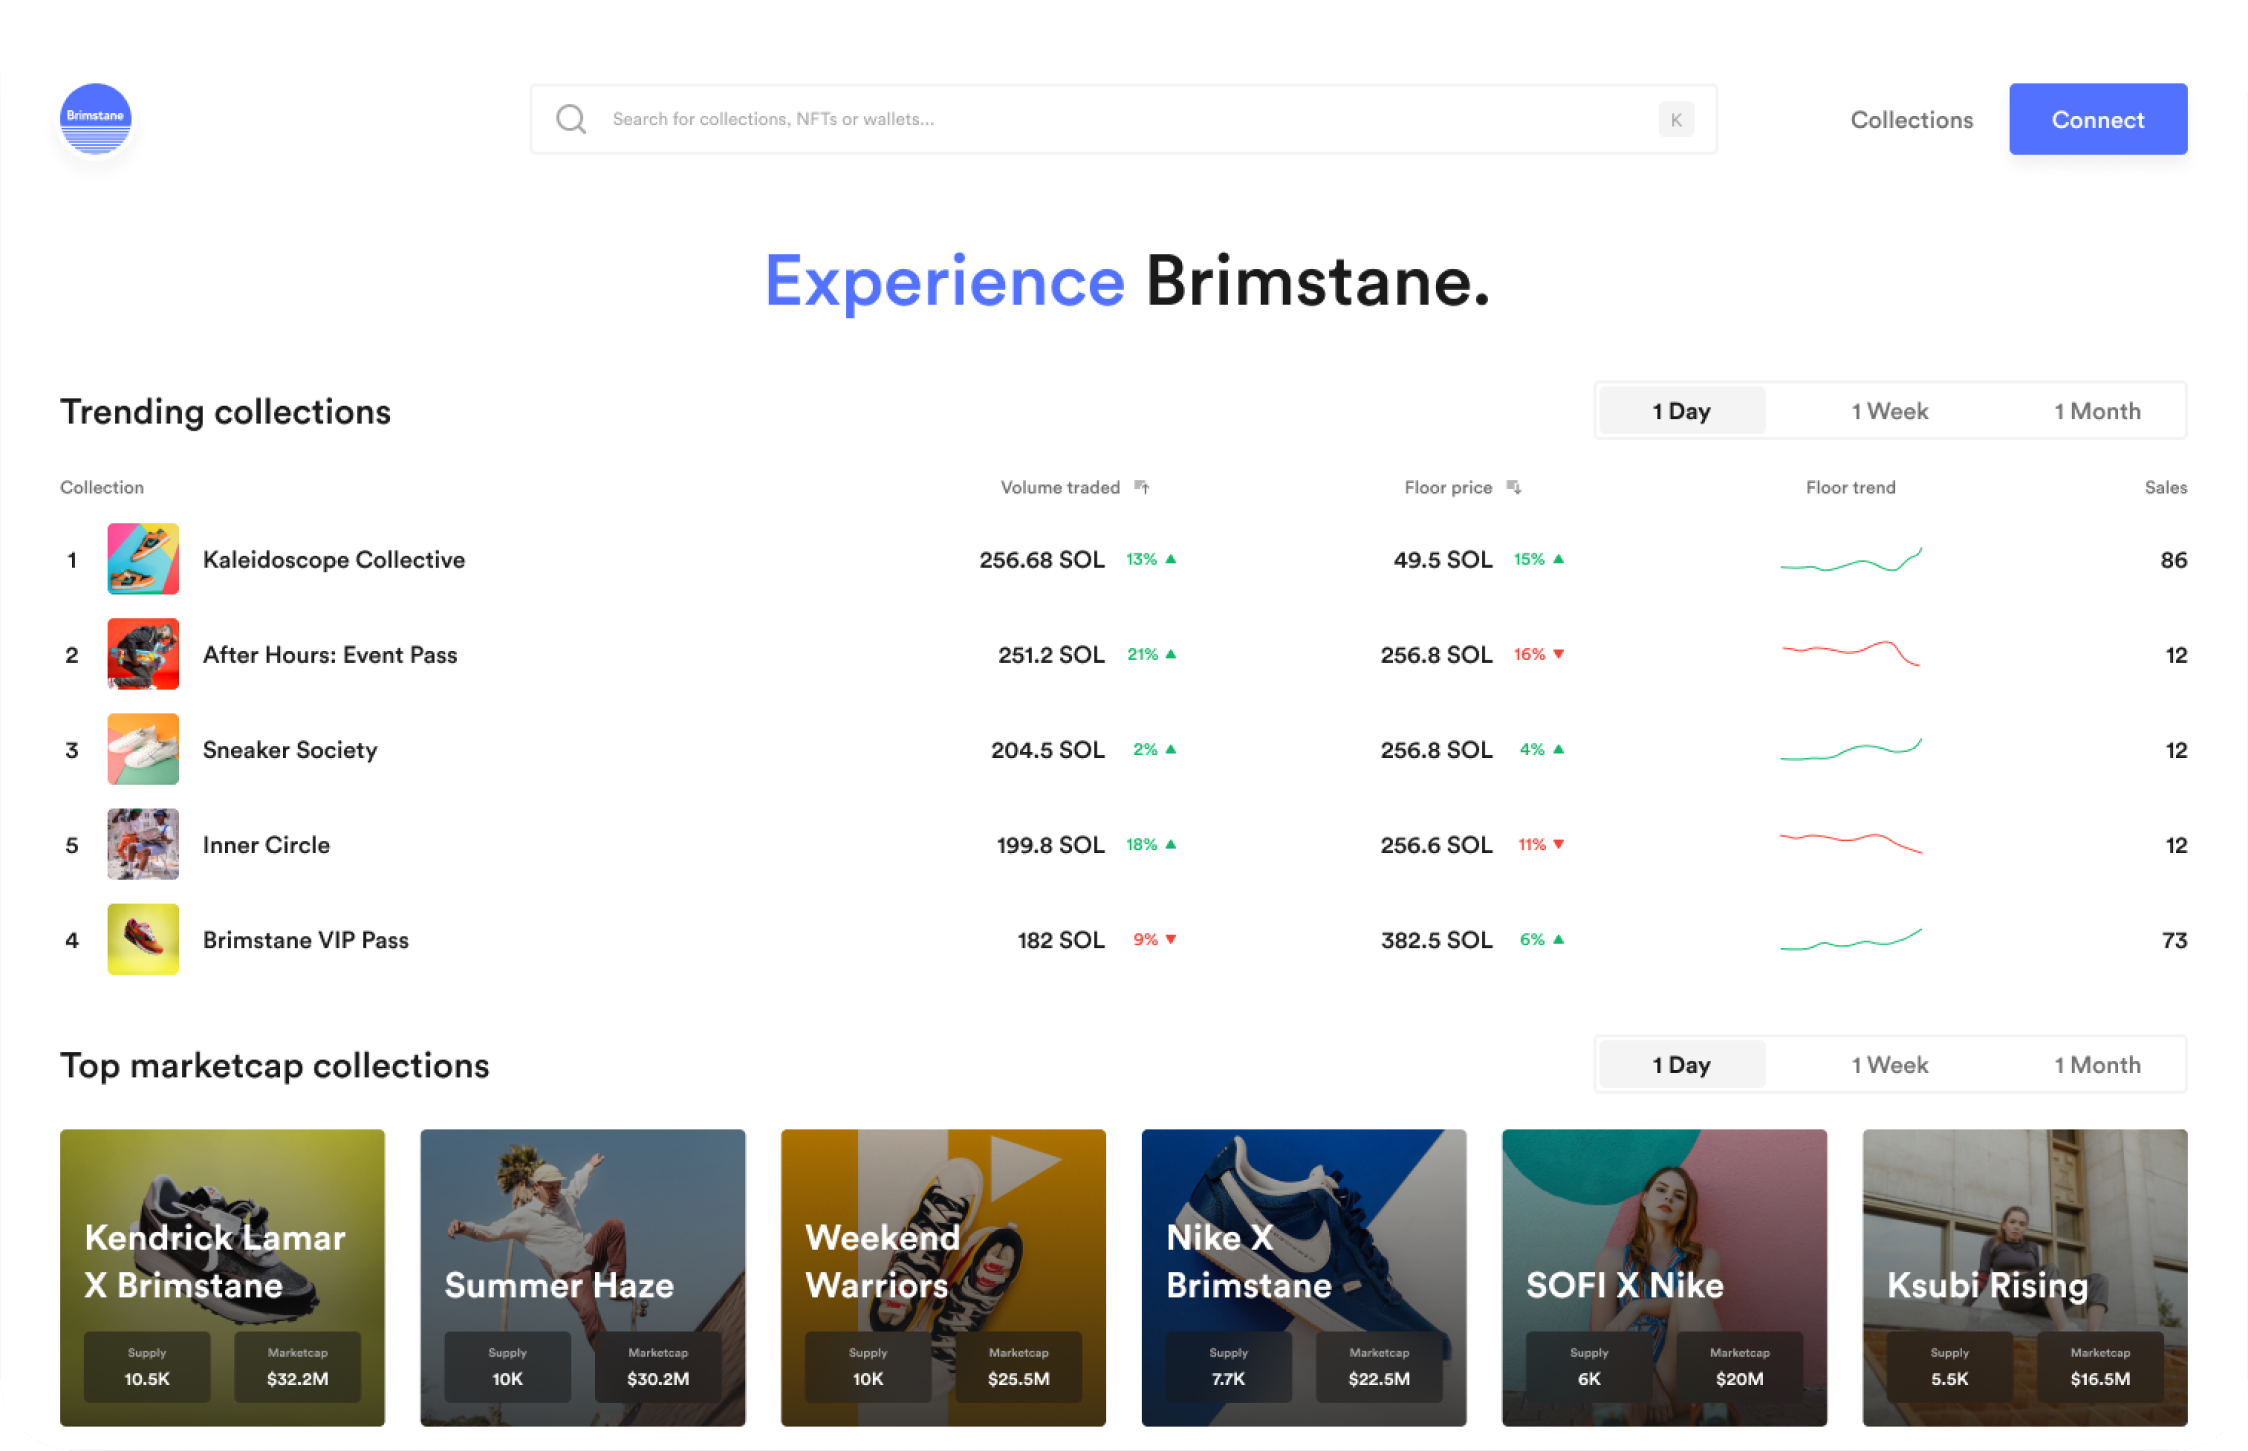 Brimstane
Search for collections, NFTs or wallets...
K
Collections
Connect
Experience Brimstane.
Trending collections
1 Day
1 Week
1 Month
Collection
Volume traded
Floor price
Floor trend
Sales
1 Kaleidoscope Collective 256.68 SOL 13% 49.5 SOL 15% 86
2 After Hours: Event Pass 251.2 SOL 21% 256.8 SOL 16% 12
3 Sneaker Society 204.5 SOL 2% 256.8 SOL 4% 12
5 Inner Circle 199.8 SOL 18% 256.6 SOL 11% 12
4 Brimstane VIP Pass 182 SOL 9% 382.5 SOL 6% 73
Top marketcap collections
1 Day
1 Week
1 Month
Kendrick Lamar
X Brimstane
Supply
10.5K
Marketcap
$32.2M
Summer Haze
Supply
10K
Marketcap
$30.2M
Weekend
Warriors
Supply
10K
Marketcap
$25.5M
Nike X
Brimstane
Supply
7.7K
Marketcap
$22.5M
SOFI X Nike
Supply
6K
Marketcap
$20M
Ksubi Rising
Supply
5.5K
Marketcap
$16.5M